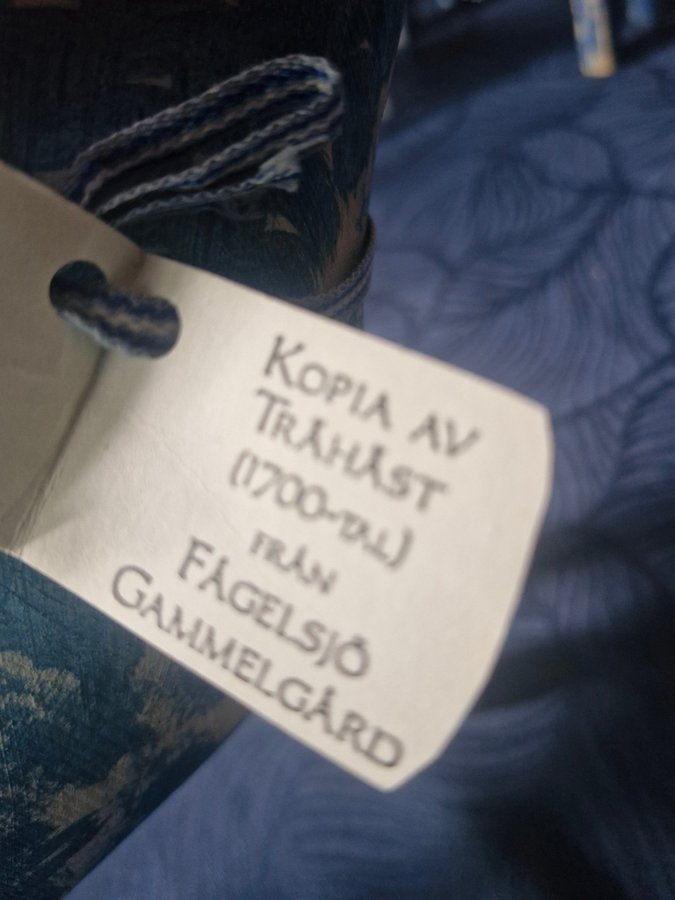 KOPIA AV
TRÄHÄST
(1700-TAL)
FRÅN
FÅGELSJÖ
GAMMELGÅRD